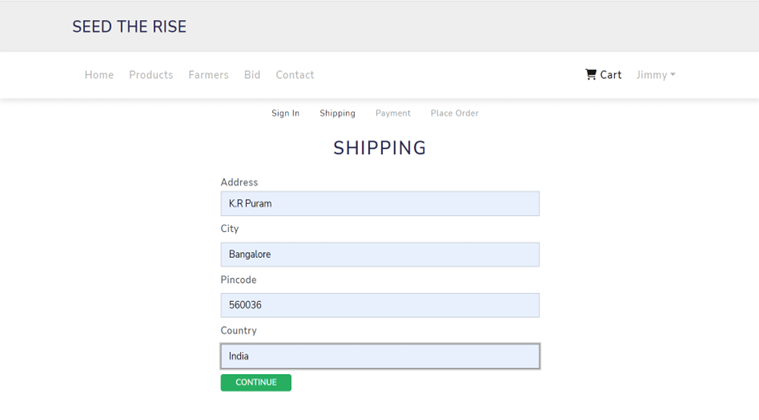 SEED THE RISE
Home Products Farmers Bid Contact Cart Jimmy
Sign In Shipping Payment Place Order
SHIPPING
Address
K.R Puram
City
Bangalore
Pincode
560036
Country
India
CONTINUE